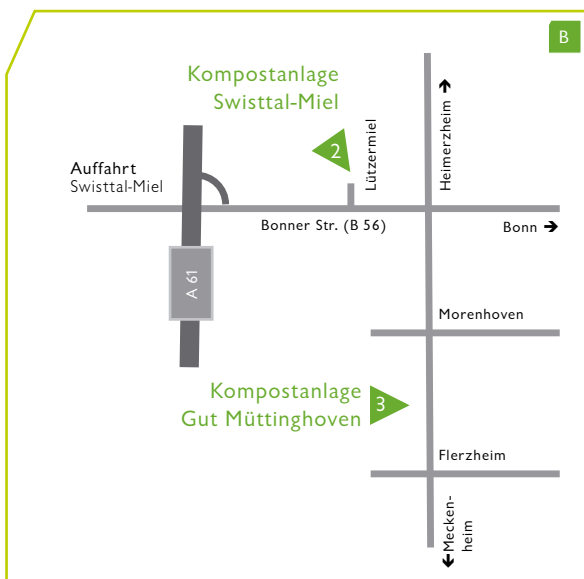 B
Kompostanlage
Swisttal-Miel
2
Lützermiel
Heimerzheim →
Auffahrt
Swisttal-Miel
Bonner Str. (B 56)
Bonn →
A 61
Morenhoven
Kompostanlage
Gut Müttinghoven
3
Flerzheim
← Mecken-
heim